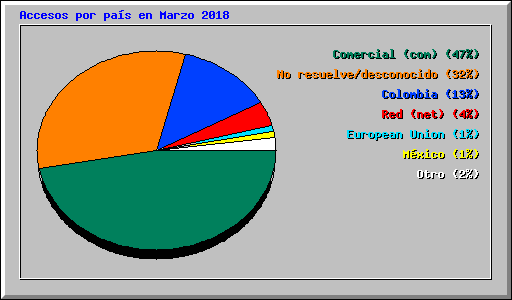 Accesos por país en Marzo 2018
Comercial (com) (47%)
No resuelve/desconocido (32%)
Colombia (13%)
Red (net) (4%)
European Union (1%)
México (1%)
Otro (2%)